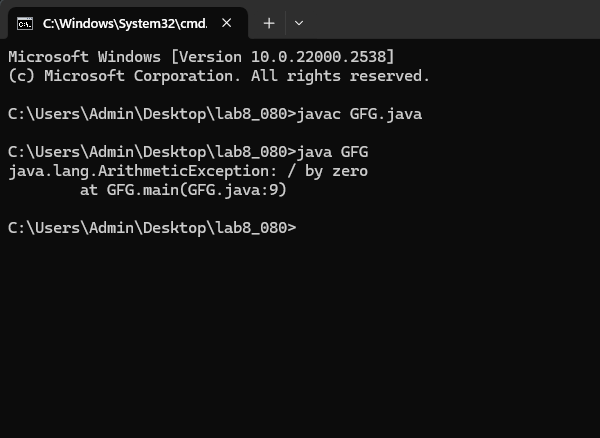 C:\Windows\System32\cmd.
Microsoft Windows [Version 10.0.22000.2538]
(c) Microsoft Corporation. All rights reserved.
C:\Users\Admin\Desktop\lab8_080>javac GFG.java
C:\Users\Admin\Desktop\lab8_080>java GFG
java.lang.ArithmeticException: / by zero
        at GFG.main(GFG.java:9)
C:\Users\Admin\Desktop\lab8_080>